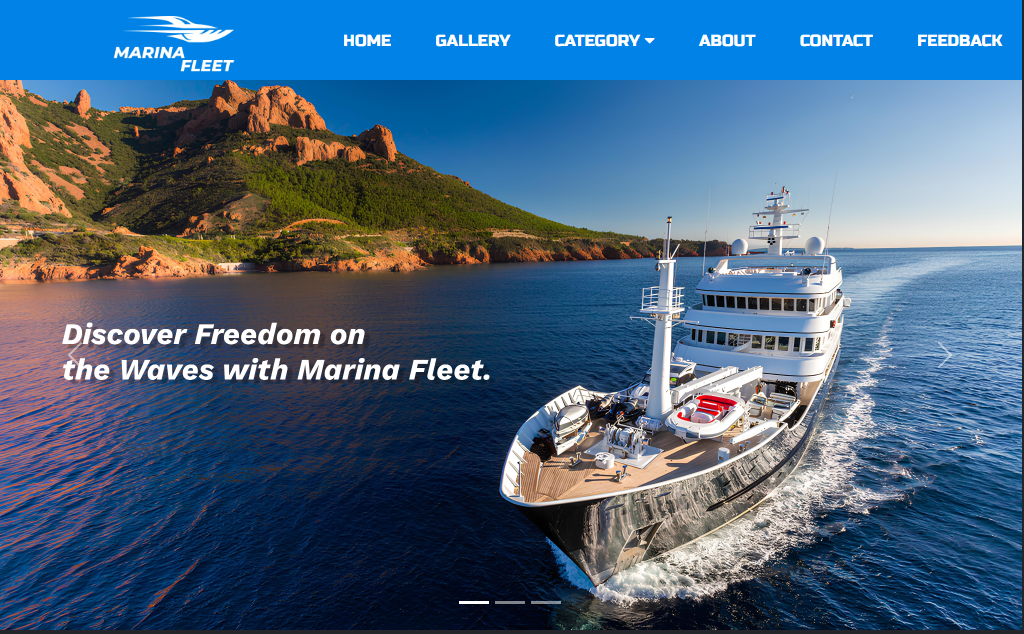 MARINA
FLEET
HOME
GALLERY
CATEGORY
ABOUT
CONTACT
FEEDBACK
Discover Freedom on
the Waves with Marina Fleet.